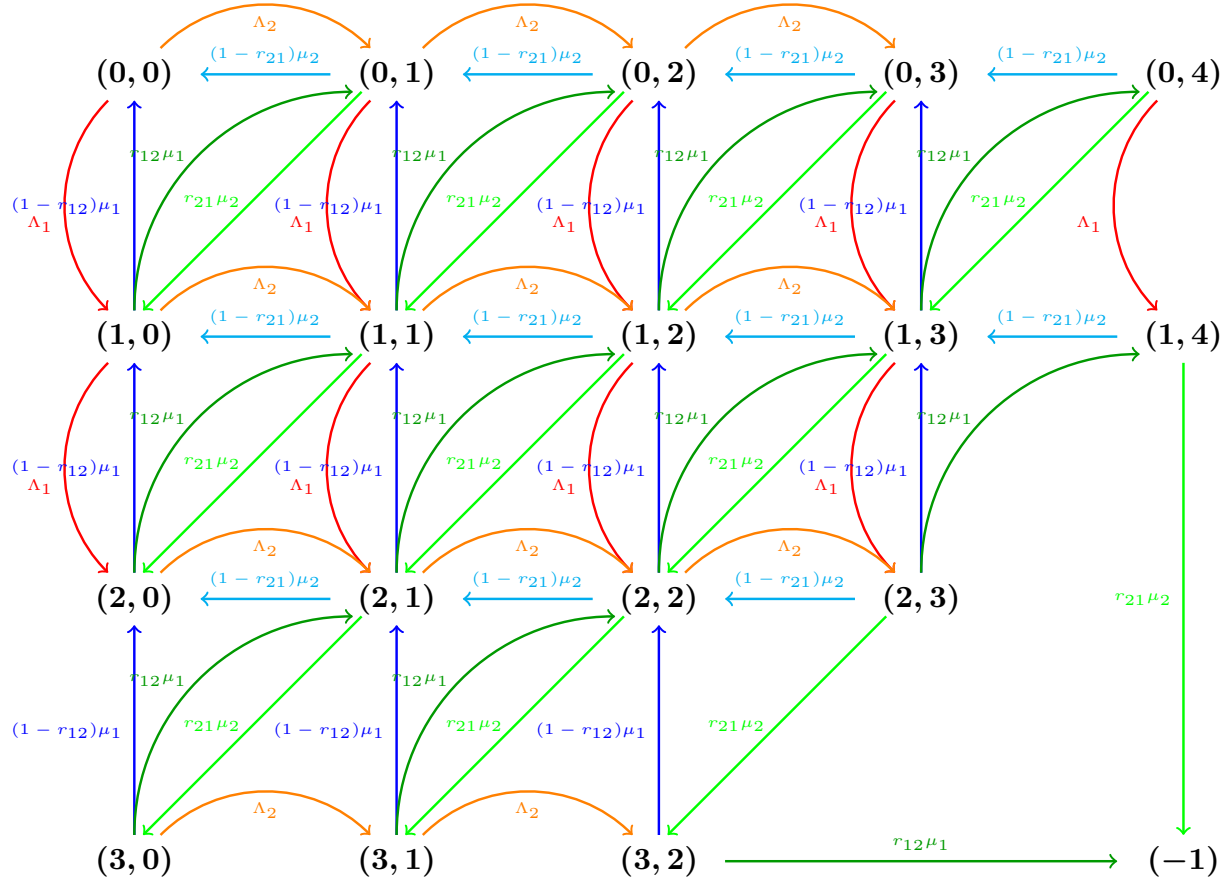 Λ₂ Λ₂ Λ₂
(1 − r₂₁)μ₂ (1 − r₂₁)μ₂ (1 − r₂₁)μ₂ (1 − r₂₁)μ₂
(0, 0) (0, 1) (0, 2) (0, 3) (0, 4)
r₁₂μ₁ r₁₂μ₁ r₁₂μ₁ r₁₂μ₁
r₂₁μ₂ r₂₁μ₂ r₂₁μ₂ r₂₁μ₂
(1 − r₁₂)μ₁ (1 − r₁₂)μ₁ (1 − r₁₂)μ₁ (1 − r₁₂)μ₁
Λ₁ Λ₁ Λ₁ Λ₁ Λ₁
Λ₂ Λ₂ Λ₂
(1 − r₂₁)μ₂ (1 − r₂₁)μ₂ (1 − r₂₁)μ₂ (1 − r₂₁)μ₂
(1, 0) (1, 1) (1, 2) (1, 3) (1, 4)
r₁₂μ₁ r₁₂μ₁ r₁₂μ₁ r₁₂μ₁
r₂₁μ₂ r₂₁μ₂ r₂₁μ₂
(1 − r₁₂)μ₁ (1 − r₁₂)μ₁ (1 − r₁₂)μ₁ (1 − r₁₂)μ₁
Λ₁ Λ₁ Λ₁ Λ₁
Λ₂ Λ₂ Λ₂
(1 − r₂₁)μ₂ (1 − r₂₁)μ₂ (1 − r₂₁)μ₂
(2, 0) (2, 1) (2, 2) (2, 3) r₂₁μ₂
r₁₂μ₁ r₁₂μ₁
(1 − r₁₂)μ₁ r₂₁μ₂ (1 − r₁₂)μ₁ r₂₁μ₂ (1 − r₁₂)μ₁ r₂₁μ₂
Λ₂ Λ₂
r₁₂μ₁
(3, 0) (3, 1) (3, 2) (−1)